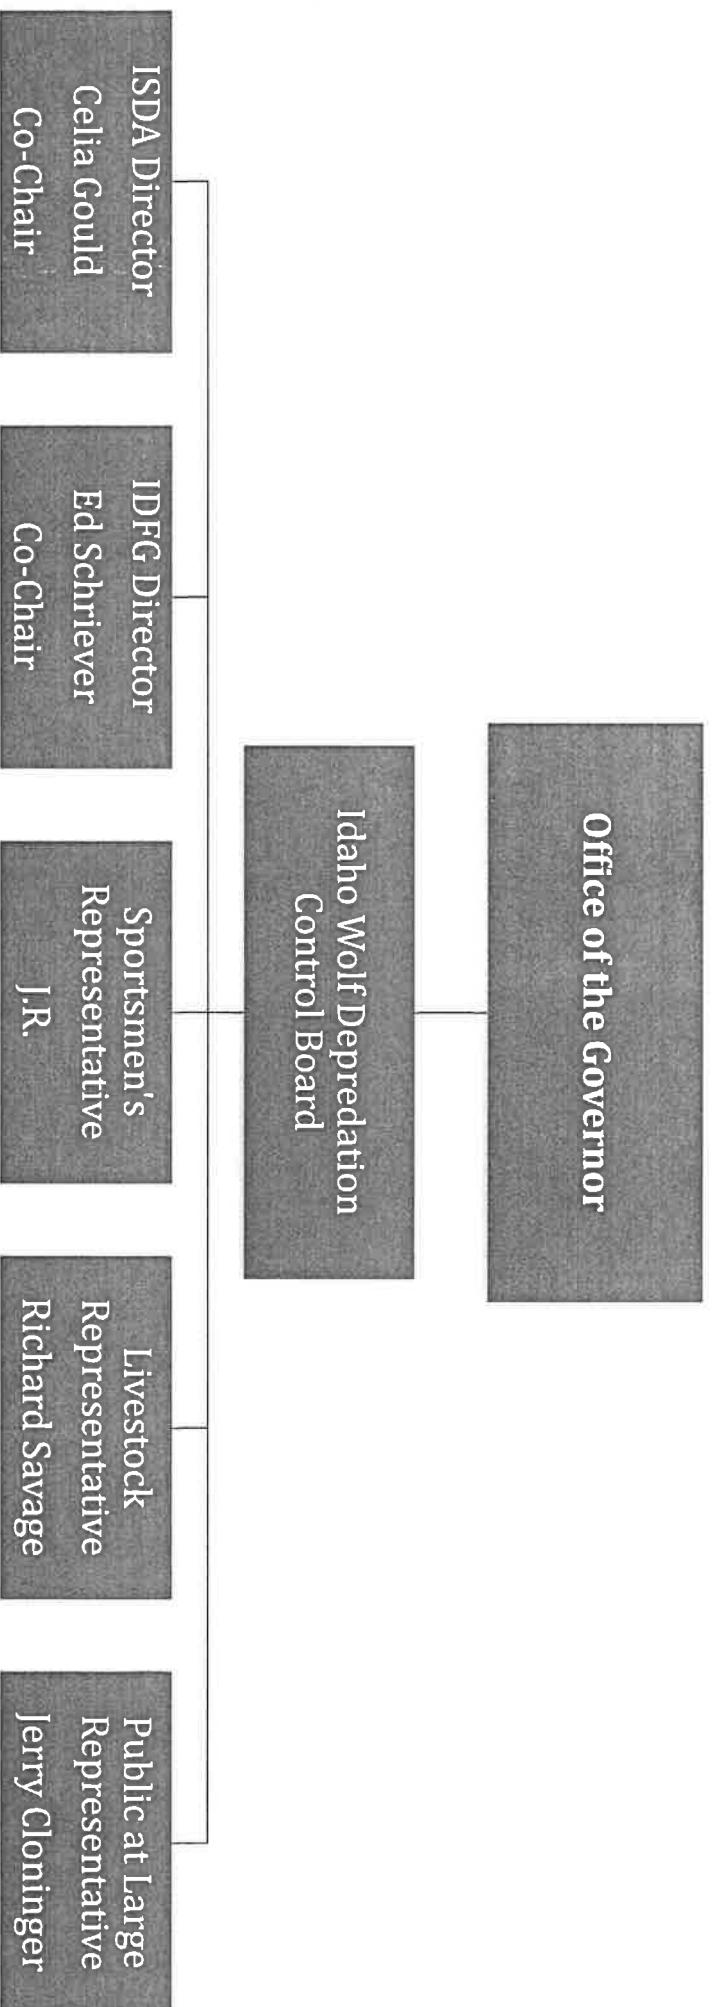 Office of the Governor
Idaho Wolf Depredation
Control Board
ISDA Director
Celia Gould
Co-Chair
IDFG Director
Ed Schriever
Co-Chair
Sportsmen's
Representative
J.R.
Livestock
Representative
Richard Savage
Public at Large
Representative
Jerry Cloninger